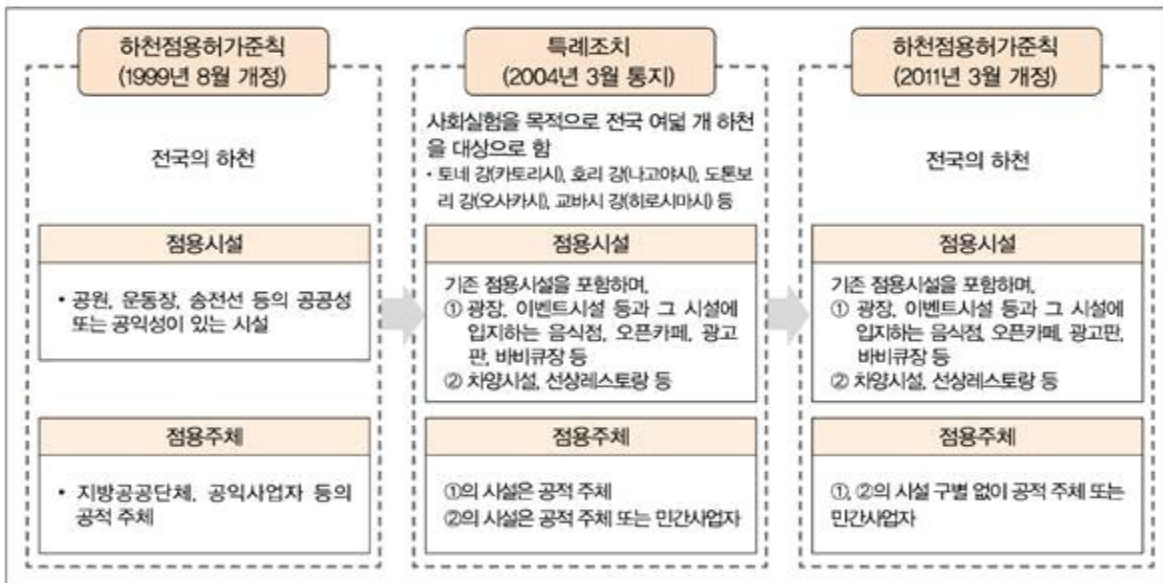 하천점용허가준칙
(1999년 8월 개정)
전국의 하천
점용시설
• 공원, 운동장, 송전선 등의 공공성
또는 공익성이 있는 시설
점용주체
• 지방공공단체, 공익사업자 등의
공적 주체
특례조치
(2004년 3월 통지)
사회실험을 목적으로 전국 여덟 개 하천
을 대상으로 함
• 토네 강(카토리시), 호리 강(나고야시), 도톤보
리 강(오사카시), 교바시 강(히로시마시) 등
점용시설
기존 점용시설을 포함하며,
① 광장, 이벤트시설 등과 그 시설에
입지하는 음식점, 오픈카페, 광고
판, 바비큐장 등
② 차양시설, 선상레스토랑 등
점용주체
①의 시설은 공적 주체
②의 시설은 공적 주체 또는 민간사업자
하천점용허가준칙
(2011년 3월 개정)
전국의 하천
점용시설
기존 점용시설을 포함하며,
① 광장, 이벤트시설 등과 그 시설에
입지하는 음식점, 오픈카페, 광고판,
바비큐장 등
② 차양시설, 선상레스토랑 등
점용주체
①, ②의 시설 구별 없이 공적 주체 또는
민간사업자